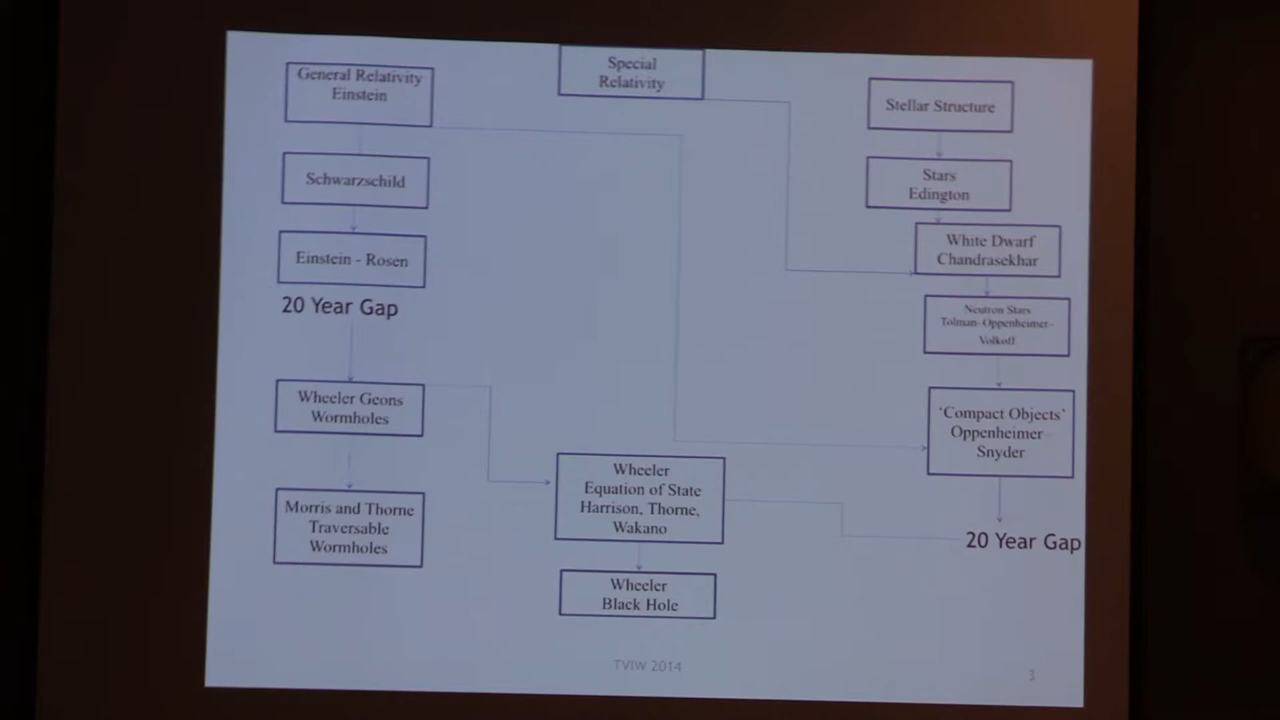 General Relativity
Einstein
Special
Relativity
Stellar Structure
Schwarzschild
Stars
Edington
Einstein - Rosen
White Dwarf
Chandrasekhar
20 Year Gap
Neutron Stars
Tolman-Oppenheimer-
Volkoff
Wheeler Geons
Wormholes
'Compact Objects'
Oppenheimer-
Snyder
Wheeler
Equation of State
Harrison, Thorne,
Wakano
Morris and Thorne
Traversable
Wormholes
20 Year Gap
Wheeler
Black Hole
TVIW 2014
3